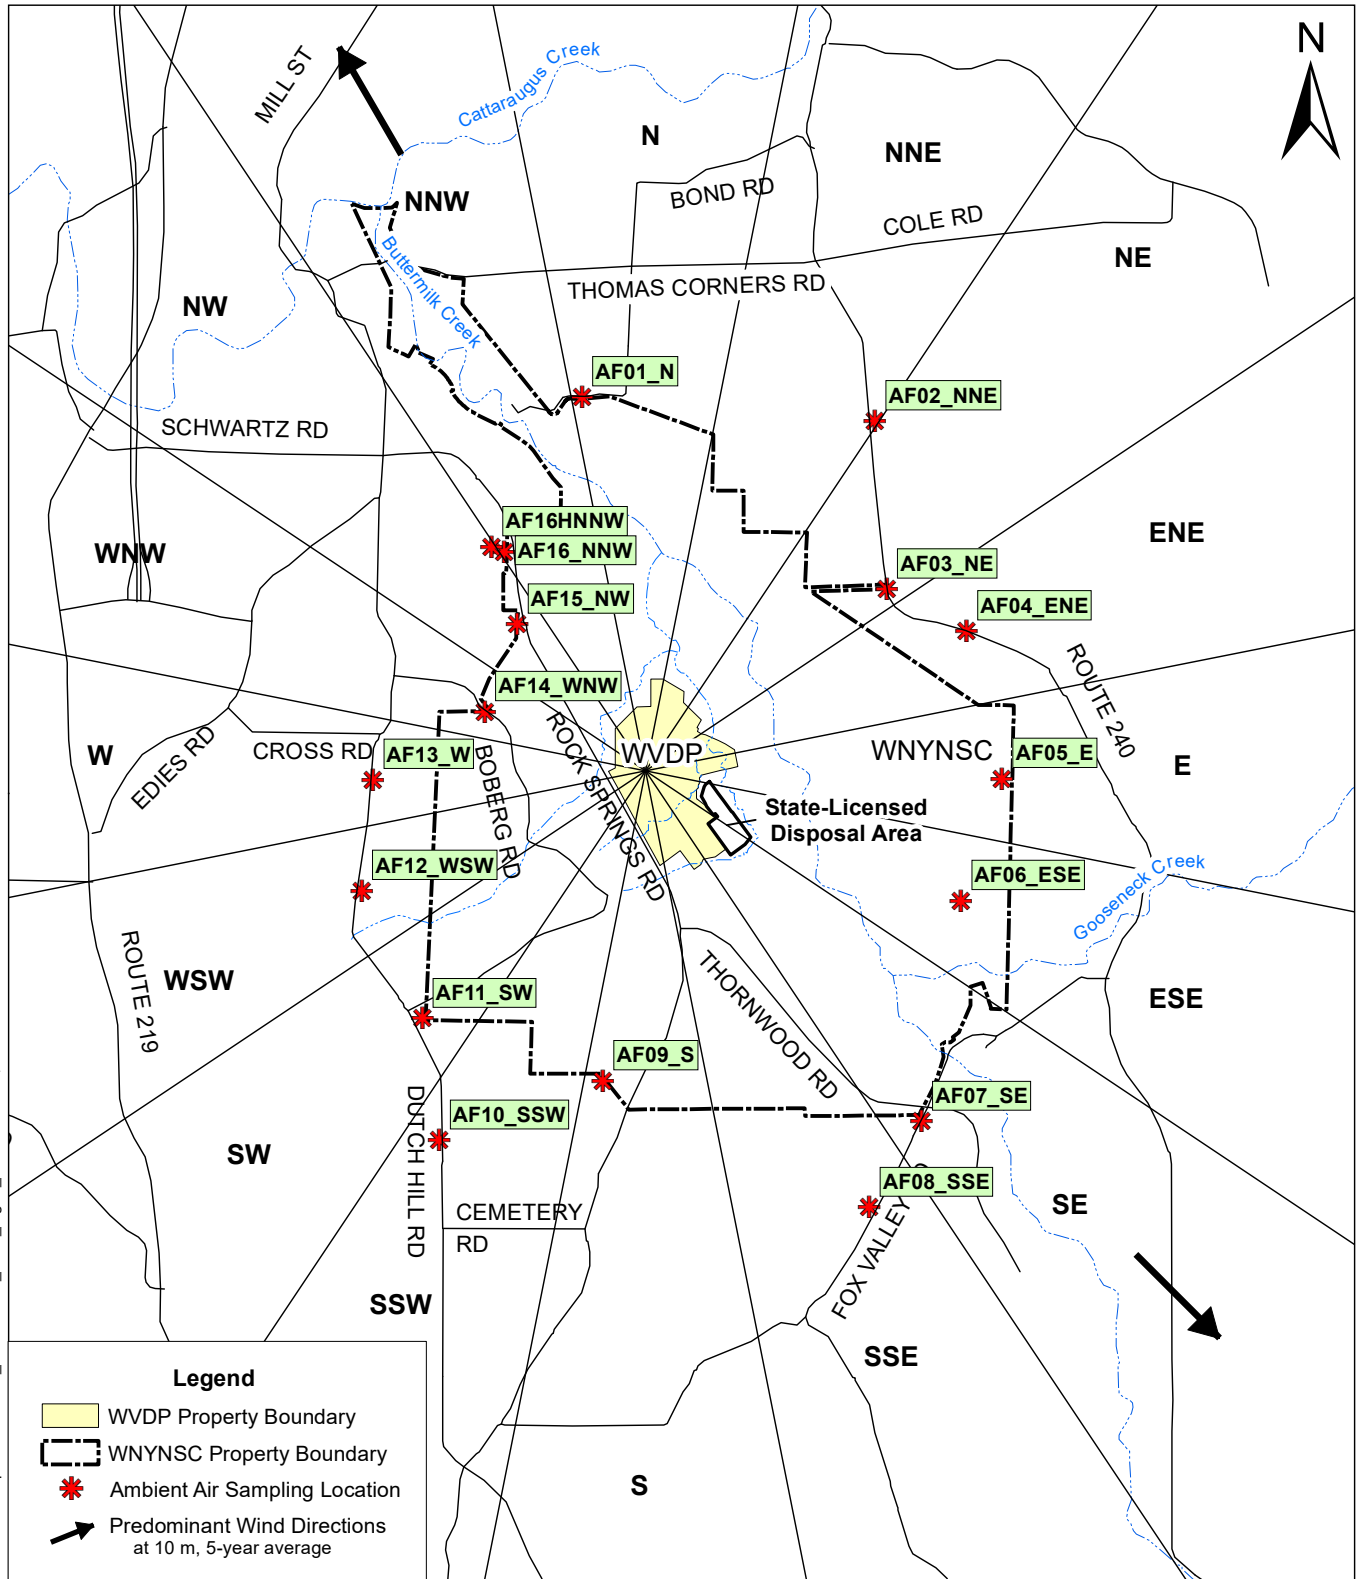 N
MILL ST
Cattaraugus Creek
N
NNE
BOND RD
NNW
COLE RD
Buttermilk Creek
NE
THOMAS CORNERS RD
NW
AF01_N
AF02_NNE
SCHWARTZ RD
AF16HNNW
ENE
AF16_NNW
WNW
AF03_NE
AF15_NW
AF04_ENE
ROUTE 240
AF14_WNW
ROCK SPRINGS RD
WVDP
WNYNSC
AF05_E
W
EDIES RD
CROSS RD
AF13_W
BOBERG RD
E
State-Licensed
Disposal Area
AF12_WSW
AF06_ESE
Gooseneck Creek
ROUTE 219
WSW
AF11_SW
THORNWOOD RD
ESE
AF09_S
AF07_SE
DUTCH HILL RD
AF10_SSW
SW
AF08_SSE
FOX VALLEY
SE
CEMETERY
RD
SSW
SSE
S
Legend
WVDP Property Boundary
WNYNSC Property Boundary
Ambient Air Sampling Location
Predominant Wind Directions
at 10 m, 5-year average